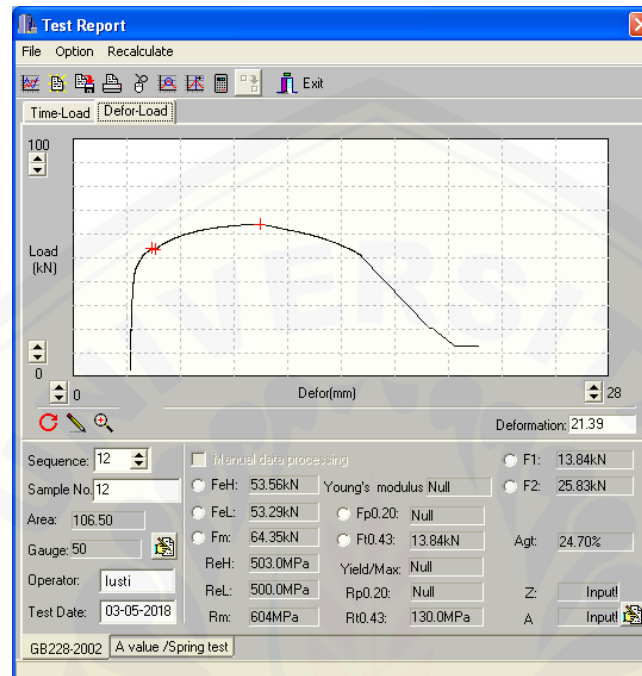 Test Report
File Option Recalculate
Exit
Time-Load Defor-Load
100
Load
(kN)
0
0 Defor(mm) 28
Deformation: 21.39
Sequence: 12
Sample No. 12
Area: 106.50
Gauge: 50
Operator: lusti
Test Date: 03-05-2018
Manual data processing
FeH: 53.56kN
FeL: 53.29kN
Fm: 64.35kN
ReH: 503.0MPa
ReL: 500.0MPa
Rm: 604MPa
Young's modulus Null
Fp0.20: Null
Ft0.43: 13.84kN
Yield/Max: Null
Rp0.20: Null
Rt0.43: 130.0MPa
F1: 13.84kN
F2: 25.83kN
Agt: 24.70%
Z: Input!
A Input!
GB228-2002 A value /Spring test
UNIVERSIT